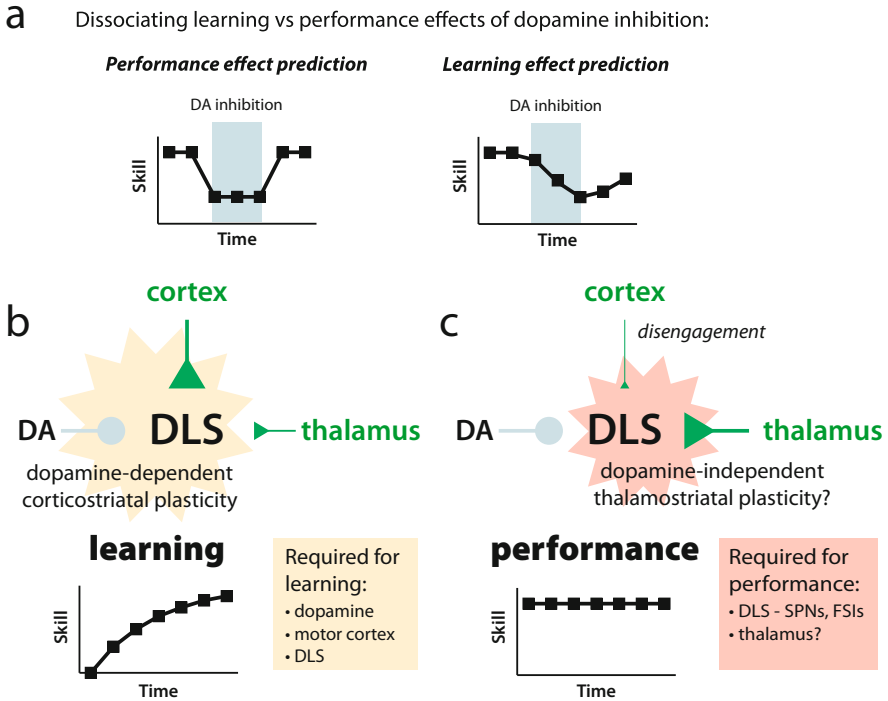 a
Dissociating learning vs performance effects of dopamine inhibition:
Performance effect prediction
DA inhibition
Skill
Time
Learning effect prediction
DA inhibition
Skill
Time
b
cortex
DA
DLS
thalamus
dopamine-dependent
corticostriatal plasticity
learning
Skill
Time
Required for
learning:
• dopamine
• motor cortex
• DLS
c
cortex
disengagement
DA
DLS
thalamus
dopamine-independent
thalamostriatal plasticity?
performance
Skill
Time
Required for
performance:
• DLS - SPNs, FSIs
• thalamus?